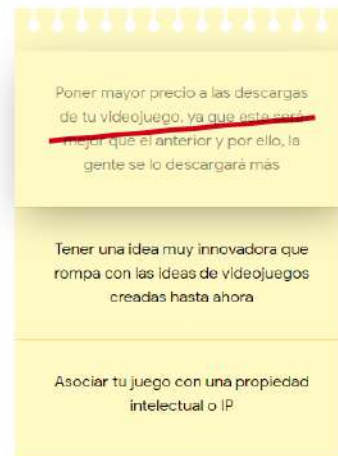 Poner mayor precio a las descargas
de tu videojuego, ya que este será
mejor que el anterior y por ello, la
gente se lo descargará más
Tener una idea muy innovadora que
rompa con las ideas de videojuegos
creadas hasta ahora
Asociar tu juego con una propiedad
intelectual o IP